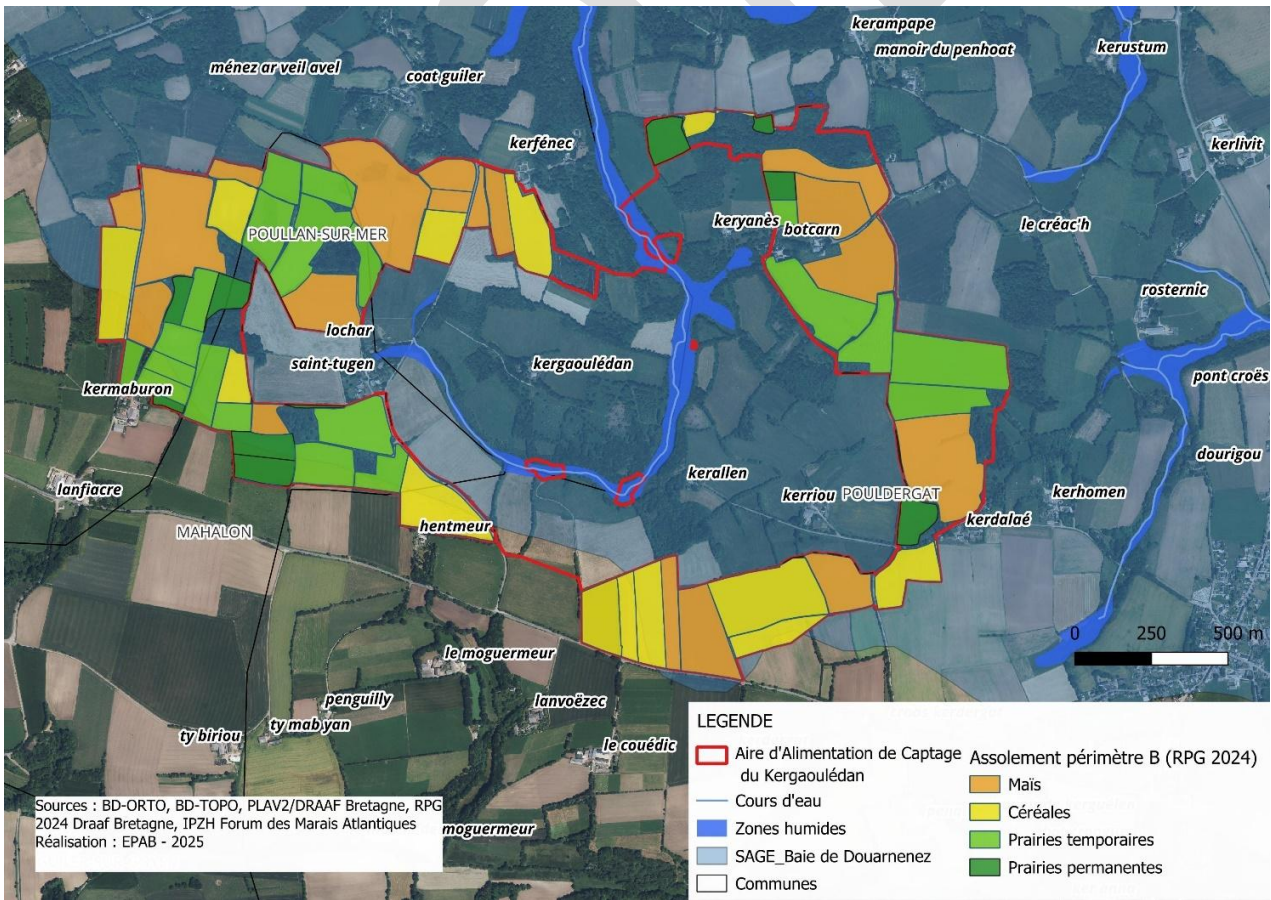 kerampape
manoir du penhoat
kerustum
ménez ar veil avel
coat guiler
kerfénec
kerlivit
keryanès
botcarn
le créac'h
POULLAN-SUR-MER
rosternic
lochar
saint-tugen
kergaoulédan
kermaburon
pont croës
dourigou
lanfiacre
kerallen
kerriou
POULDERGAT
kerhomen
kerdalaé
MAHALON
hentmeur
0 250 500 m
le moguermeur
penguilly
lanvoëzec
ty mab yan
ty biriou
le couédic
moguermeur
Sources : BD-ORTO, BD-TOPO, PLAV2/DRAAF Bretagne, RPG
2024 Draaf Bretagne, IPZH Forum des Marais Atlantiques
Réalisation : EPAB - 2025
LEGENDE
Aire d'Alimentation de Captage
du Kergaoulédan
Cours d'eau
Zones humides
SAGE_Baie de Douarnenez
Communes
Assolement périmètre B (RPG 2024)
Maïs
Céréales
Prairies temporaires
Prairies permanentes